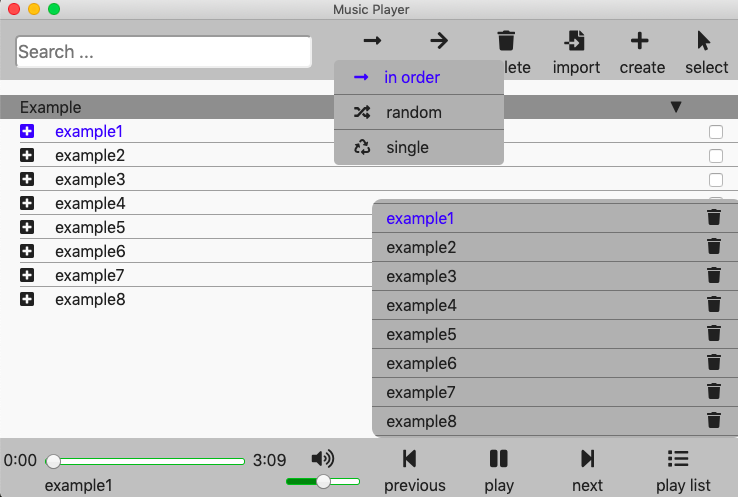 Music Player
Search ...
lete
import
create
select
in order
random
single
Example
example1
example2
example3
example4
example5
example6
example7
example8
example1
example2
example3
example4
example5
example6
example7
example8
0:00
3:09
example1
previous
play
next
play list